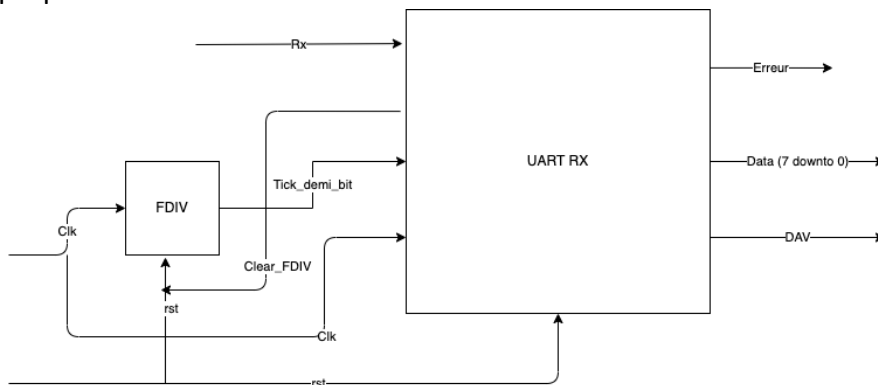 Rx
Erreur
UART RX
Data (7 downto 0)
Tick_demi_bit
FDIV
Clk
DAV
Clear_FDIV
rst
Clk
rst